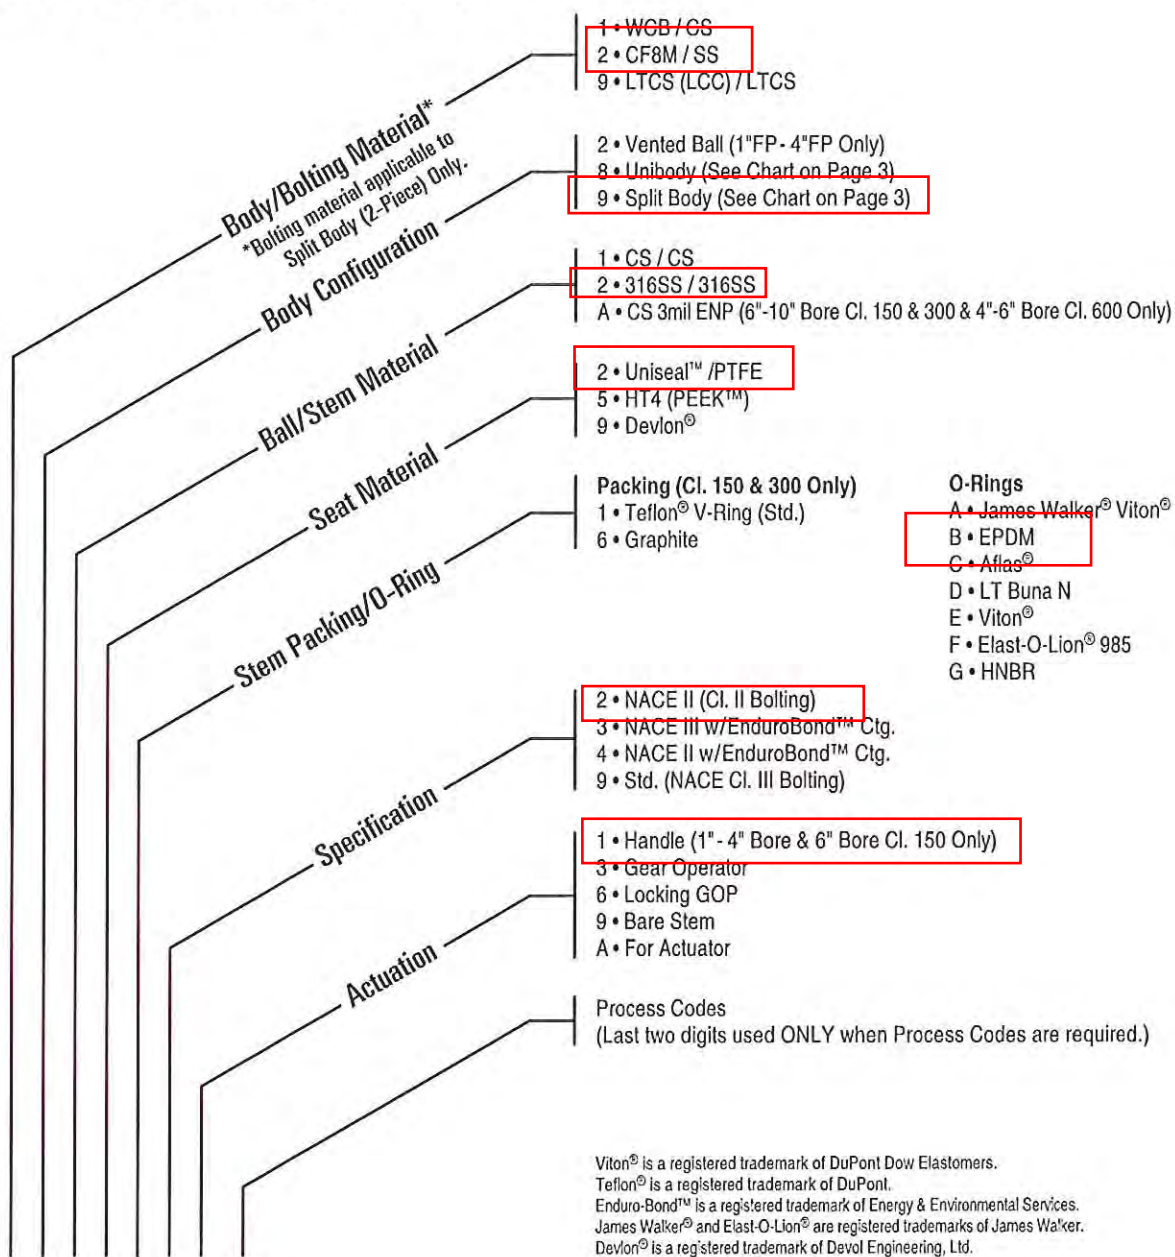 1 • WCB / CS
2 • CF8M / SS
9 • LTCS (LCC) / LTCS
Body/Bolting Material*
*Bolting material applicable to
Split Body (2-Piece) Only.
2 • Vented Ball (1"FP - 4"FP Only)
8 • Unibody (See Chart on Page 3)
9 • Split Body (See Chart on Page 3)
Body Configuration
1 • CS / CS
2 • 316SS / 316SS
A • CS 3mil ENP (6"-10" Bore Cl. 150 & 300 & 4"-6" Bore Cl. 600 Only)
Ball/Stem Material
2 • Uniseal™ /PTFE
5 • HT4 (PEEK™)
9 • Devlon®
Seat Material
Packing (Cl. 150 & 300 Only)
1 • Teflon® V-Ring (Std.)
6 • Graphite
O-Rings
A • James Walker® Viton®
B • EPDM
C • Aflas®
D • LT Buna N
E • Viton®
F • Elast-O-Lion® 985
G • HNBR
Stem Packing/O-Ring
2 • NACE II (Cl. II Bolting)
3 • NACE III w/EnduroBond™ Ctg.
4 • NACE II w/EnduroBond™ Ctg.
9 • Std. (NACE Cl. III Bolting)
Specification
1 • Handle (1" - 4" Bore & 6" Bore Cl. 150 Only)
3 • Gear Operator
6 • Locking GOP
9 • Bare Stem
A • For Actuator
Actuation
Process Codes
(Last two digits used ONLY when Process Codes are required.)
Viton® is a registered trademark of DuPont Dow Elastomers.
Teflon® is a registered trademark of DuPont.
Enduro-Bond™ is a registered trademark of Energy & Environmental Services.
James Walker® and Elast-O-Lion® are registered trademarks of James Walker.
Devlon® is a registered trademark of Devol Engineering, Ltd.